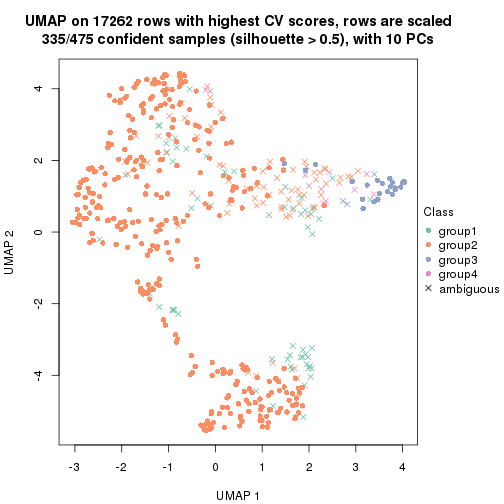 UMAP on 17262 rows with highest CV scores, rows are scaled
335/475 confident samples (silhouette > 0.5), with 10 PCs
4
2
0
-2
-4
UMAP 2
-3 -2 -1 0 1 2 3 4
UMAP 1
Class
group1
group2
group3
group4
ambiguous